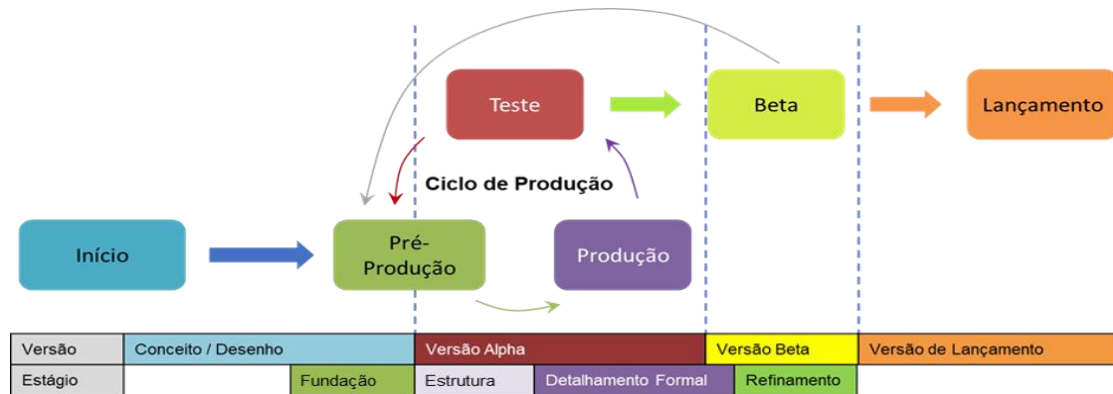 Teste
Beta
Lançamento
Ciclo de Produção
Início
Pré-
Produção
Produção
Versão
Conceito / Desenho
Versão Alpha
Versão Beta
Versão de Lançamento
Estágio
Fundação
Estrutura
Detalhamento Formal
Refinamento